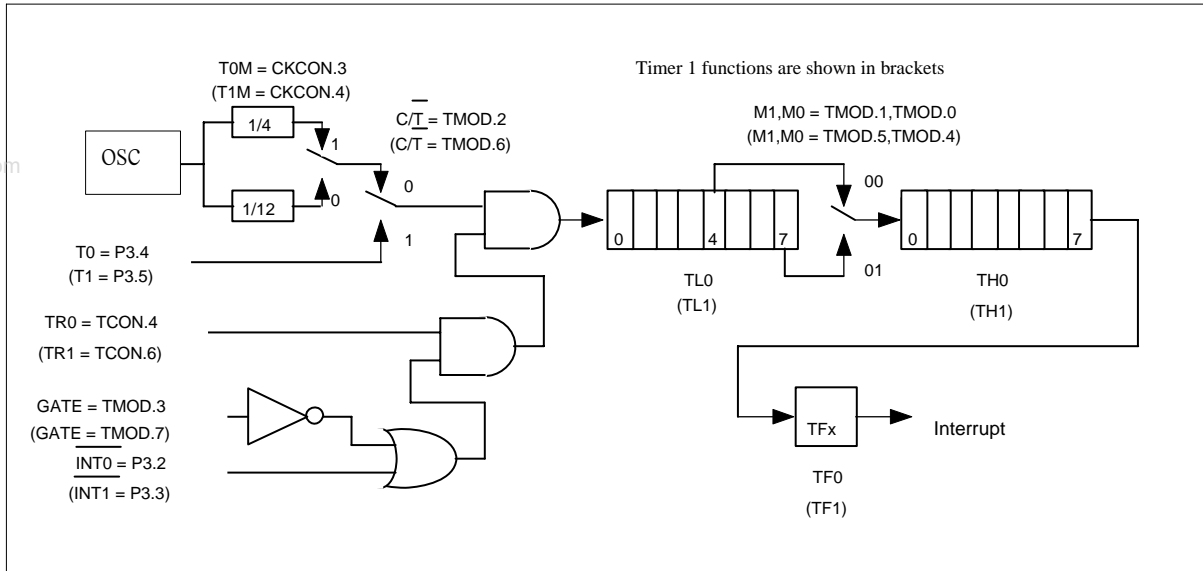 T0M = CKCON.3
(T1M = CKCON.4)
Timer 1 functions are shown in brackets
M1,M0 = TMOD.1,TMOD.0
(M1,M0 = TMOD.5,TMOD.4)
C/T̅ = TMOD.2
(C/T̅ = TMOD.6)
OSC
1/4
1
1/12
0
0
1
om
00
01
T0 = P3.4
(T1 = P3.5)
0
4
7
TL0
(TL1)
0
7
TH0
(TH1)
TR0 = TCON.4
(TR1 = TCON.6)
GATE = TMOD.3
(GATE = TMOD.7)
I̅N̅T̅0̅ = P3.2
(I̅N̅T̅1̅ = P3.3)
TFx
Interrupt
TF0
(TF1)